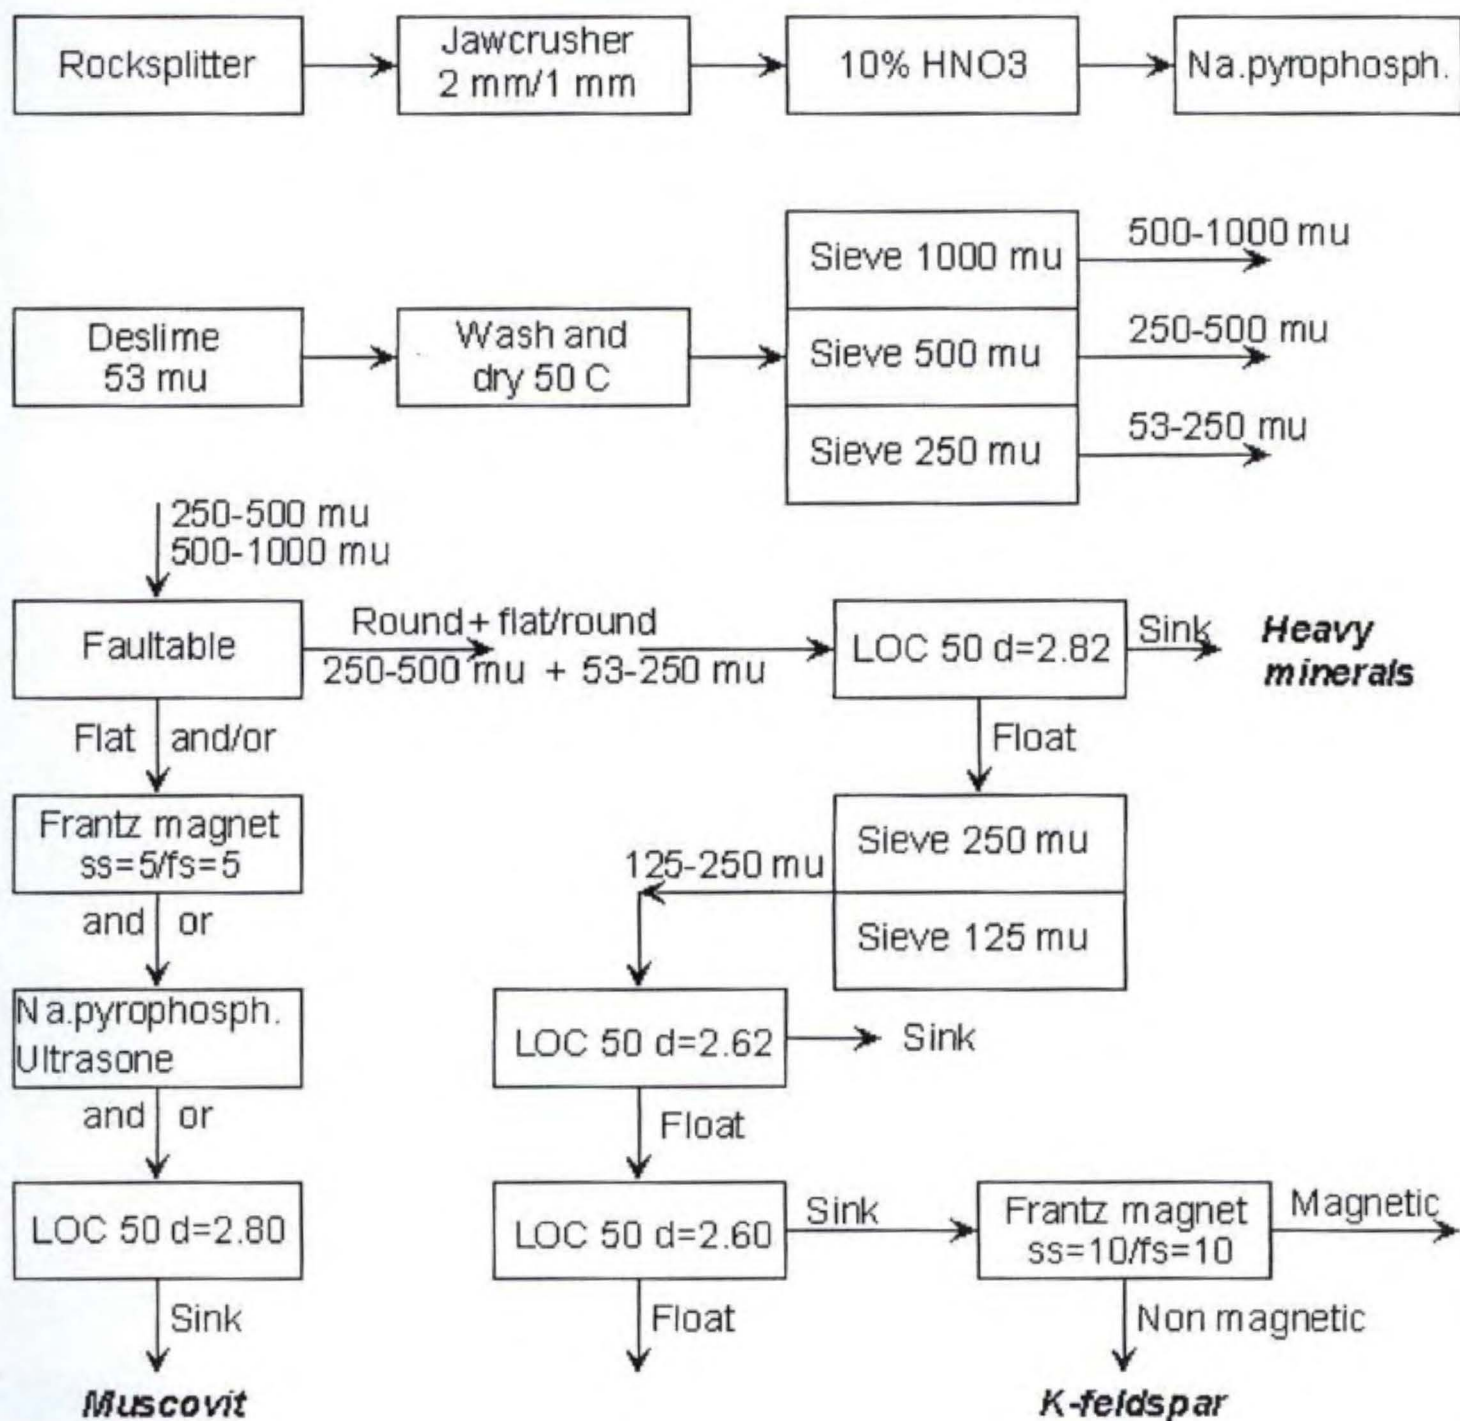 Rocksplitter
Jawcrusher
2 mm/1 mm
10% HNO3
Na.pyrophosph.
Deslime
53 mu
Wash and
dry 50 C
Sieve 1000 mu
500-1000 mu
Sieve 500 mu
250-500 mu
Sieve 250 mu
53-250 mu
250-500 mu
500-1000 mu
Faultable
Round+ flat/round
250-500 mu + 53-250 mu
LOC 50 d=2.82
Sink
Heavy
minerals
Flat and/or
Float
Frantz magnet
ss=5/fs=5
125-250 mu
Sieve 250 mu
Sieve 125 mu
and or
Na.pyrophosph.
Ultrasone
LOC 50 d=2.62
Sink
and or
Float
LOC 50 d=2.80
LOC 50 d=2.60
Sink
Frantz magnet
ss=10/fs=10
Magnetic
Sink
Float
Non magnetic
Muscovit
K-feldspar